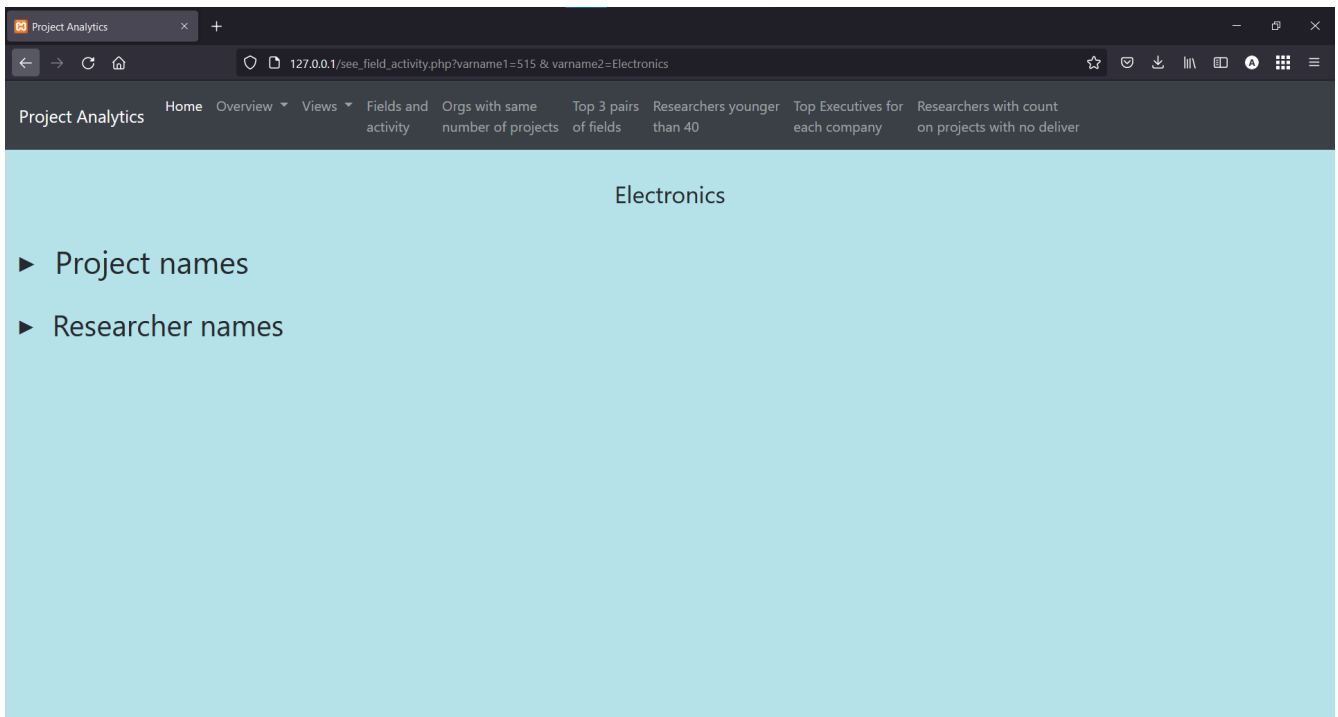 Project Analytics
127.0.0.1/see_field_activity.php?varname1=515 & varname2=Electronics
Project Analytics
Home
Overview
Views
Fields and
activity
Orgs with same
number of projects
Top 3 pairs
of fields
Researchers younger
than 40
Top Executives for
each company
Researchers with count
on projects with no deliver
Electronics
Project names
Researcher names